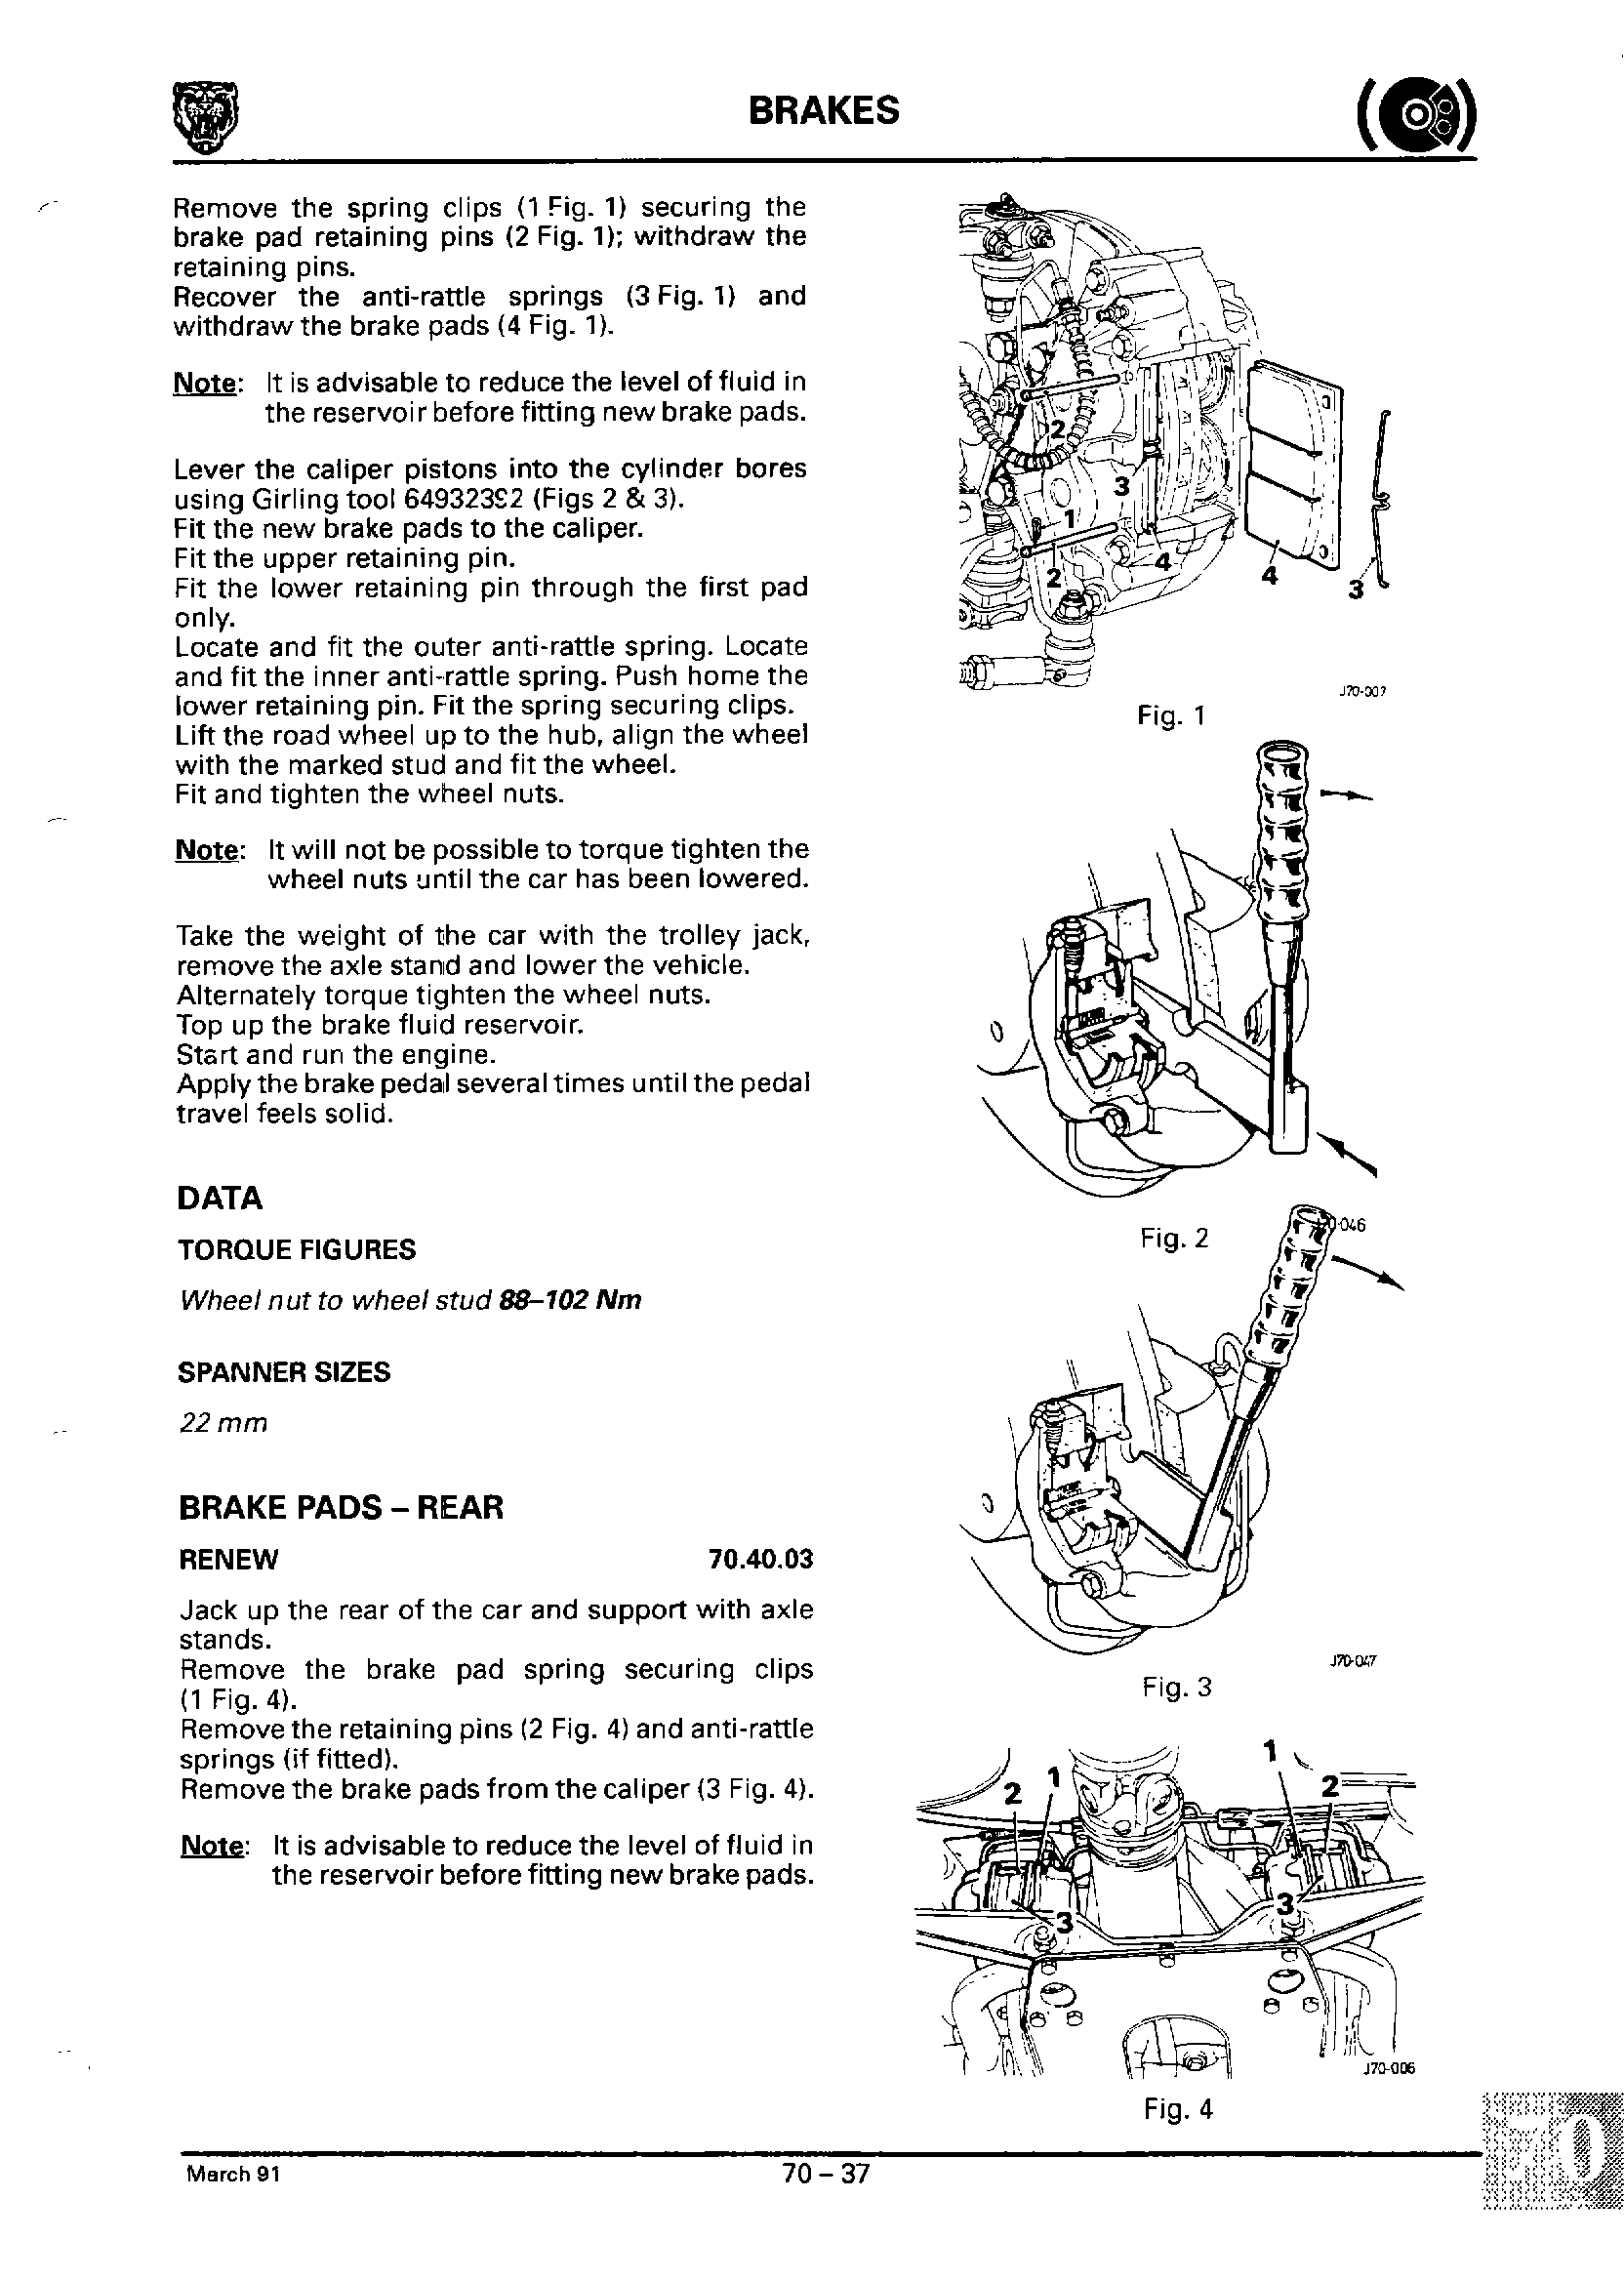 BRAKES
Remove the spring clips (1 Fig. 1) securing the
brake pad retaining pins (2 Fig. 1); withdraw the
retaining pins.
Recover the anti-rattle springs (3 Fig. 1) and
withdraw the brake pads (4 Fig. 1).
Note: It is advisable to reduce the level of fluid in
the reservoir before fitting new brake pads.
Lever the caliper pistons into the cylinder bores
using Girling tool 64932392 (Figs 2 & 3).
Fit the new brake pads to the caliper.
Fit the upper retaining pin.
Fit the lower retaining pin through the first pad
only.
Locate and fit the outer anti-rattle spring. Locate
and fit the inner anti-rattle spring. Push home the
lower retaining pin. Fit the spring securing clips.
Lift the road wheel up to the hub, align the wheel
with the marked stud and fit the wheel.
Fit and tighten the wheel nuts.
Note: It will not be possible to torque tighten the
wheel nuts until the car has been lowered.
Take the weight of the car with the trolley jack,
remove the axle stand and lower the vehicle.
Alternately torque tighten the wheel nuts.
Top up the brake fluid reservoir.
Start and run the engine.
Apply the brake pedal several times until the pedal
travel feels solid.
DATA
TORQUE FIGURES
Wheel nut to wheel stud 88–102 Nm
SPANNER SIZES
22 mm
BRAKE PADS – REAR
RENEW 70.40.03
Jack up the rear of the car and support with axle
stands.
Remove the brake pad spring securing clips
(1 Fig. 4).
Remove the retaining pins (2 Fig. 4) and anti-rattle
springs (if fitted).
Remove the brake pads from the caliper (3 Fig. 4).
Note: It is advisable to reduce the level of fluid in
the reservoir before fitting new brake pads.
2
3
1
2
4
4
3
J70-007
Fig. 1
Fig. 2
J70-047
Fig. 3
1
1
2
2
3
3
J70-006
Fig. 4
70
March 91
70 – 37